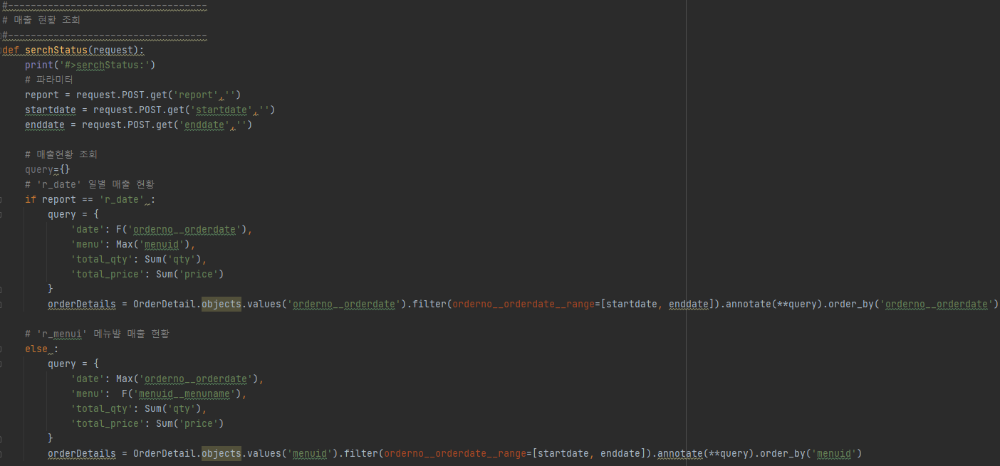 #-----------------------------------
# 매출 현황 조회
#-----------------------------------
def serchStatus(request):
    print('#>serchStatus:')
    # 파라미터
    report = request.POST.get('report','')
    startdate = request.POST.get('startdate','')
    enddate = request.POST.get('enddate','')

    # 매출현황 조회
    query={}
    # 'r_date' 일별 매출 현황
    if report == 'r_date' :
        query = {
            'date': F('orderno__orderdate'),
            'menu': Max('menuid'),
            'total_qty': Sum('qty'),
            'total_price': Sum('price')
        }
        orderDetails = OrderDetail.objects.values('orderno__orderdate').filter(orderno__orderdate__range=[startdate, enddate]).annotate(**query).order_by('orderno__orderdate')

    # 'r_menui' 메뉴뱔 매출 현황
    else :
        query = {
            'date': Max('orderno__orderdate'),
            'menu':  F('menuid__menuname'),
            'total_qty': Sum('qty'),
            'total_price': Sum('price')
        }
        orderDetails = OrderDetail.objects.values('menuid').filter(orderno__orderdate__range=[startdate, enddate]).annotate(**query).order_by('menuid')